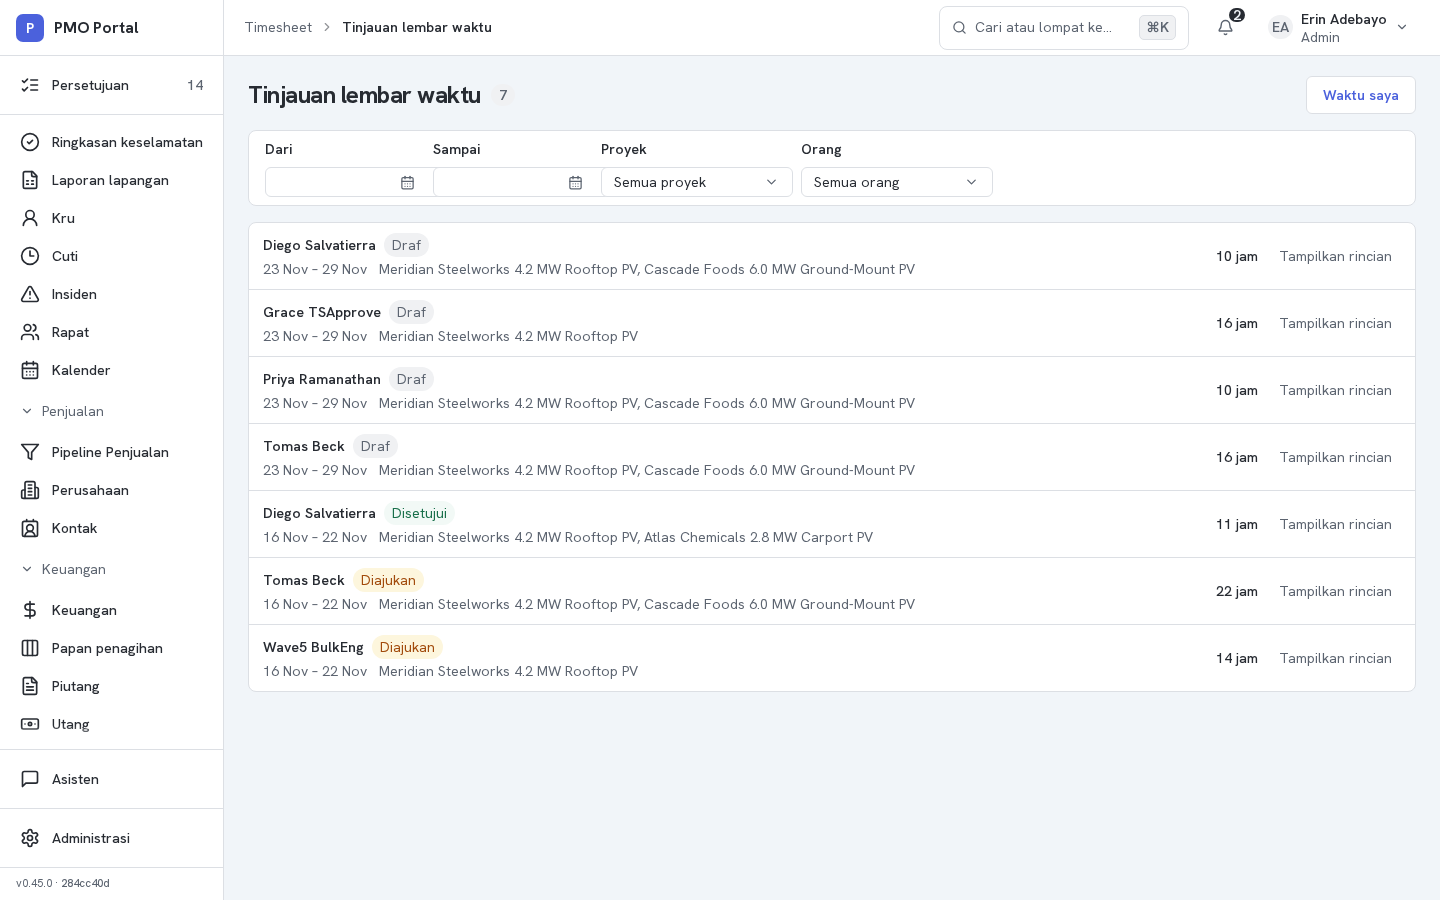 P PMO Portal
Timesheet > Tinjauan lembar waktu
Cari atau lompat ke... ⌘K
2
EA Erin Adebayo
Admin
Persetujuan 14
Ringkasan keselamatan
Laporan lapangan
Kru
Cuti
Insiden
Rapat
Kalender
Penjualan
Pipeline Penjualan
Perusahaan
Kontak
Keuangan
Keuangan
Papan penagihan
Piutang
Utang
Asisten
Administrasi
v0.45.0 · 284cc40d
Tinjauan lembar waktu 7
Waktu saya
Dari Sampai Proyek Orang
Semua proyek Semua orang
Diego Salvatierra Draf
23 Nov – 29 Nov Meridian Steelworks 4.2 MW Rooftop PV, Cascade Foods 6.0 MW Ground-Mount PV
10 jam Tampilkan rincian
Grace TSApprove Draf
23 Nov – 29 Nov Meridian Steelworks 4.2 MW Rooftop PV
16 jam Tampilkan rincian
Priya Ramanathan Draf
23 Nov – 29 Nov Meridian Steelworks 4.2 MW Rooftop PV, Cascade Foods 6.0 MW Ground-Mount PV
10 jam Tampilkan rincian
Tomas Beck Draf
23 Nov – 29 Nov Meridian Steelworks 4.2 MW Rooftop PV, Cascade Foods 6.0 MW Ground-Mount PV
16 jam Tampilkan rincian
Diego Salvatierra Disetujui
16 Nov – 22 Nov Meridian Steelworks 4.2 MW Rooftop PV, Atlas Chemicals 2.8 MW Carport PV
11 jam Tampilkan rincian
Tomas Beck Diajukan
16 Nov – 22 Nov Meridian Steelworks 4.2 MW Rooftop PV, Cascade Foods 6.0 MW Ground-Mount PV
22 jam Tampilkan rincian
Wave5 BulkEng Diajukan
16 Nov – 22 Nov Meridian Steelworks 4.2 MW Rooftop PV
14 jam Tampilkan rincian